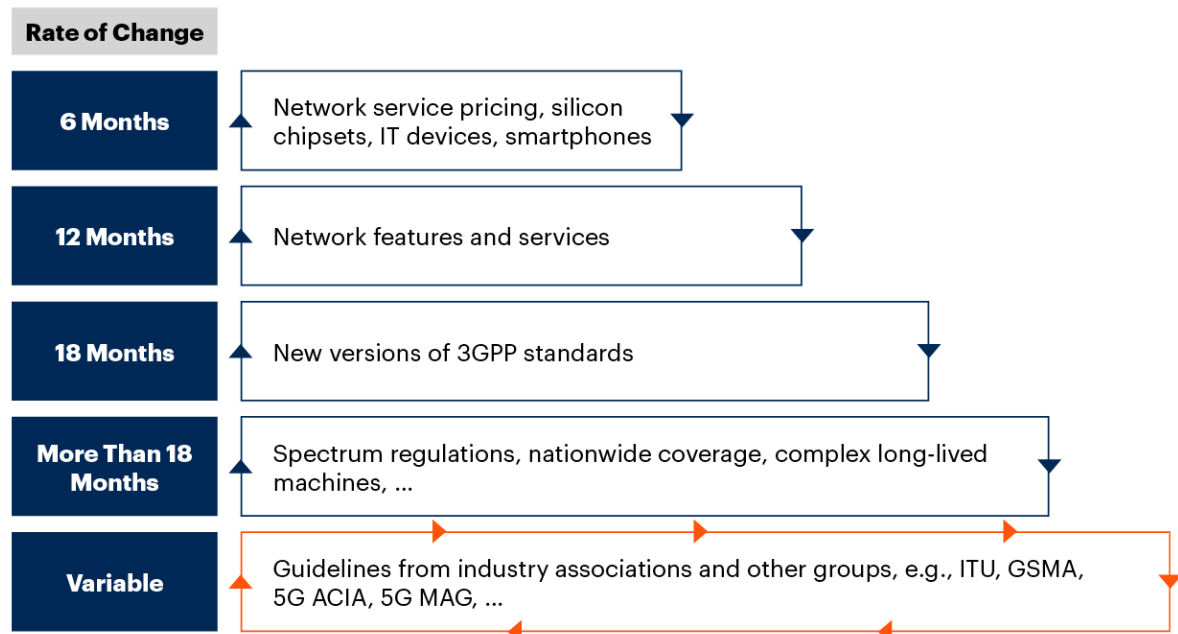 Rate of Change
6 Months
Network service pricing, silicon
chipsets, IT devices, smartphones
12 Months
Network features and services
18 Months
New versions of 3GPP standards
More Than 18
Months
Spectrum regulations, nationwide coverage, complex long-lived
machines, ...
Variable
Guidelines from industry associations and other groups, e.g., ITU, GSMA,
5G ACIA, 5G MAG, ...